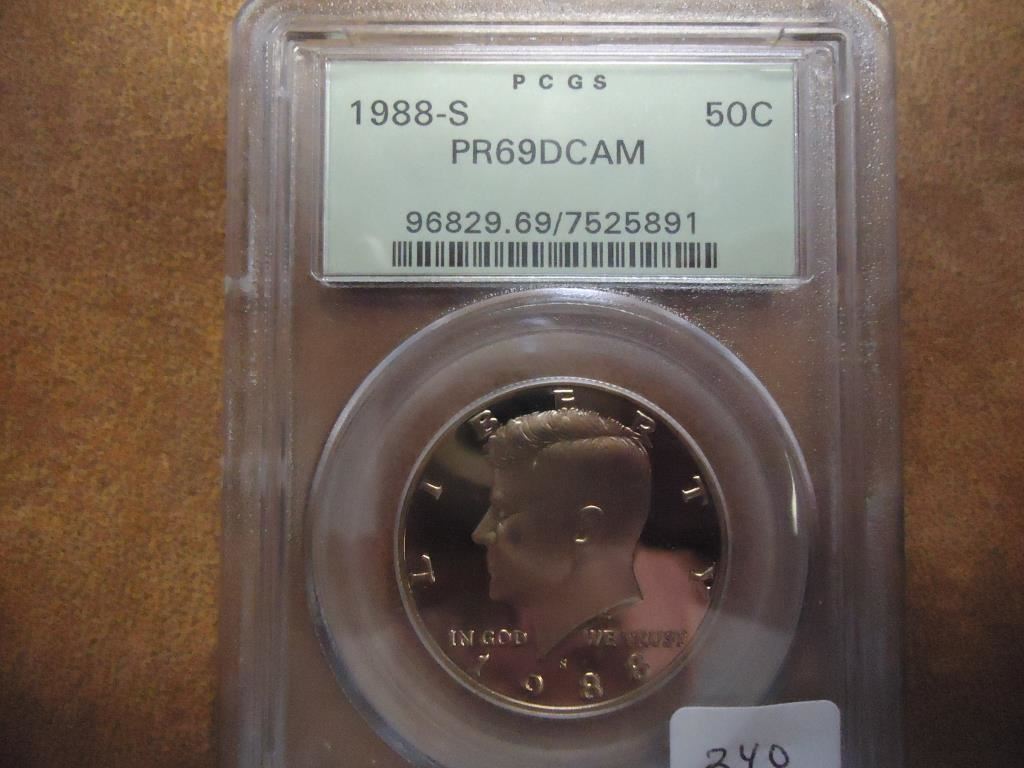 PCGS
1988-S 50C
PR69DCAM
96829.69/7525891
LIBERTY
IN GOD WE TRUST
S
1988
240